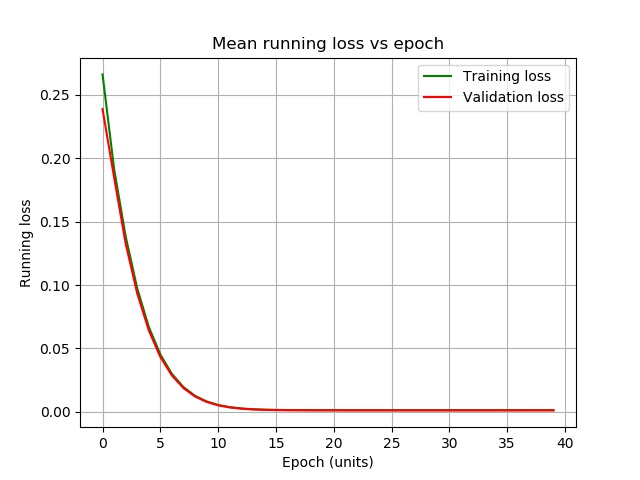 Mean running loss vs epoch
Training loss
Validation loss
Running loss
0.25
0.20
0.15
0.10
0.05
0.00
0 5 10 15 20 25 30 35 40
Epoch (units)